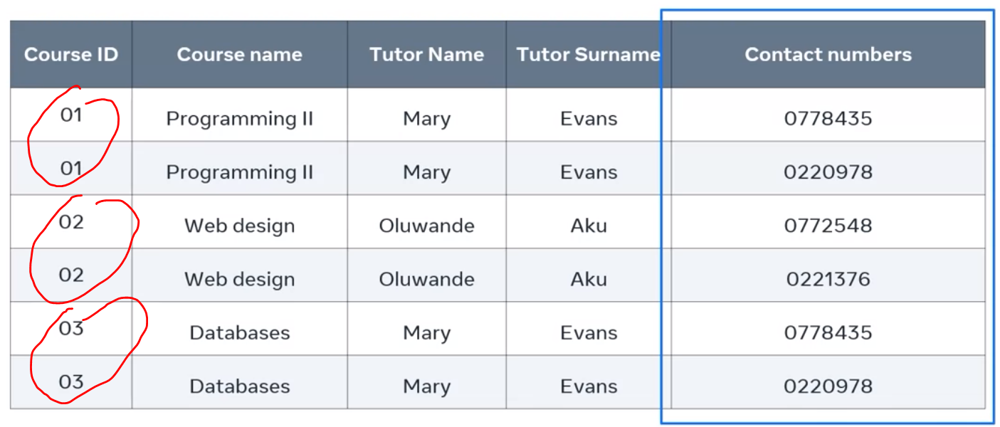 Course ID Course name Tutor Name Tutor Surname Contact numbers
01 Programming II Mary Evans 0778435
01 Programming II Mary Evans 0220978
02 Web design Oluwande Aku 0772548
02 Web design Oluwande Aku 0221376
03 Databases Mary Evans 0778435
03 Databases Mary Evans 0220978